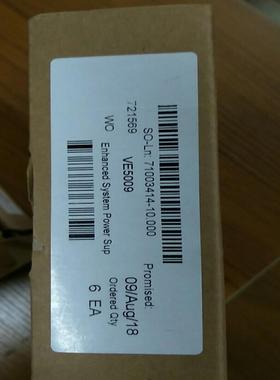 SO-Ln: 71003414-10.000
Promised:
09/Aug/18
721569
VE5009
Ordered Qty
6 EA
WO
Enhanced System Power Sup